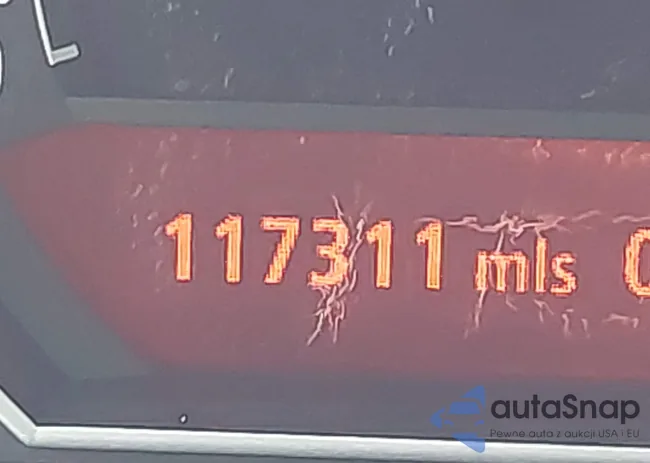 117311 mls
autaSnap
Pewne auta z aukcji USA i EU